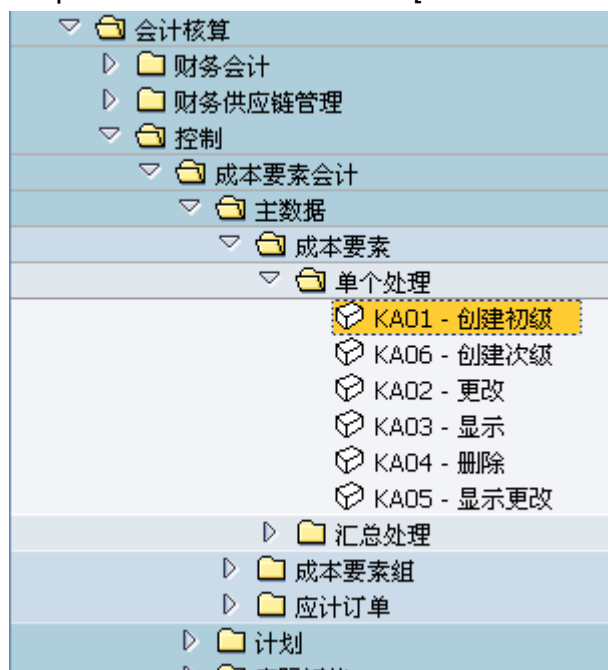 会计核算
财务会计
财务供应链管理
控制
成本要素会计
主数据
成本要素
单个处理
KA01 - 创建初级
KA06 - 创建次级
KA02 - 更改
KA03 - 显示
KA04 - 删除
KA05 - 显示更改
汇总处理
成本要素组
应计订单
计划